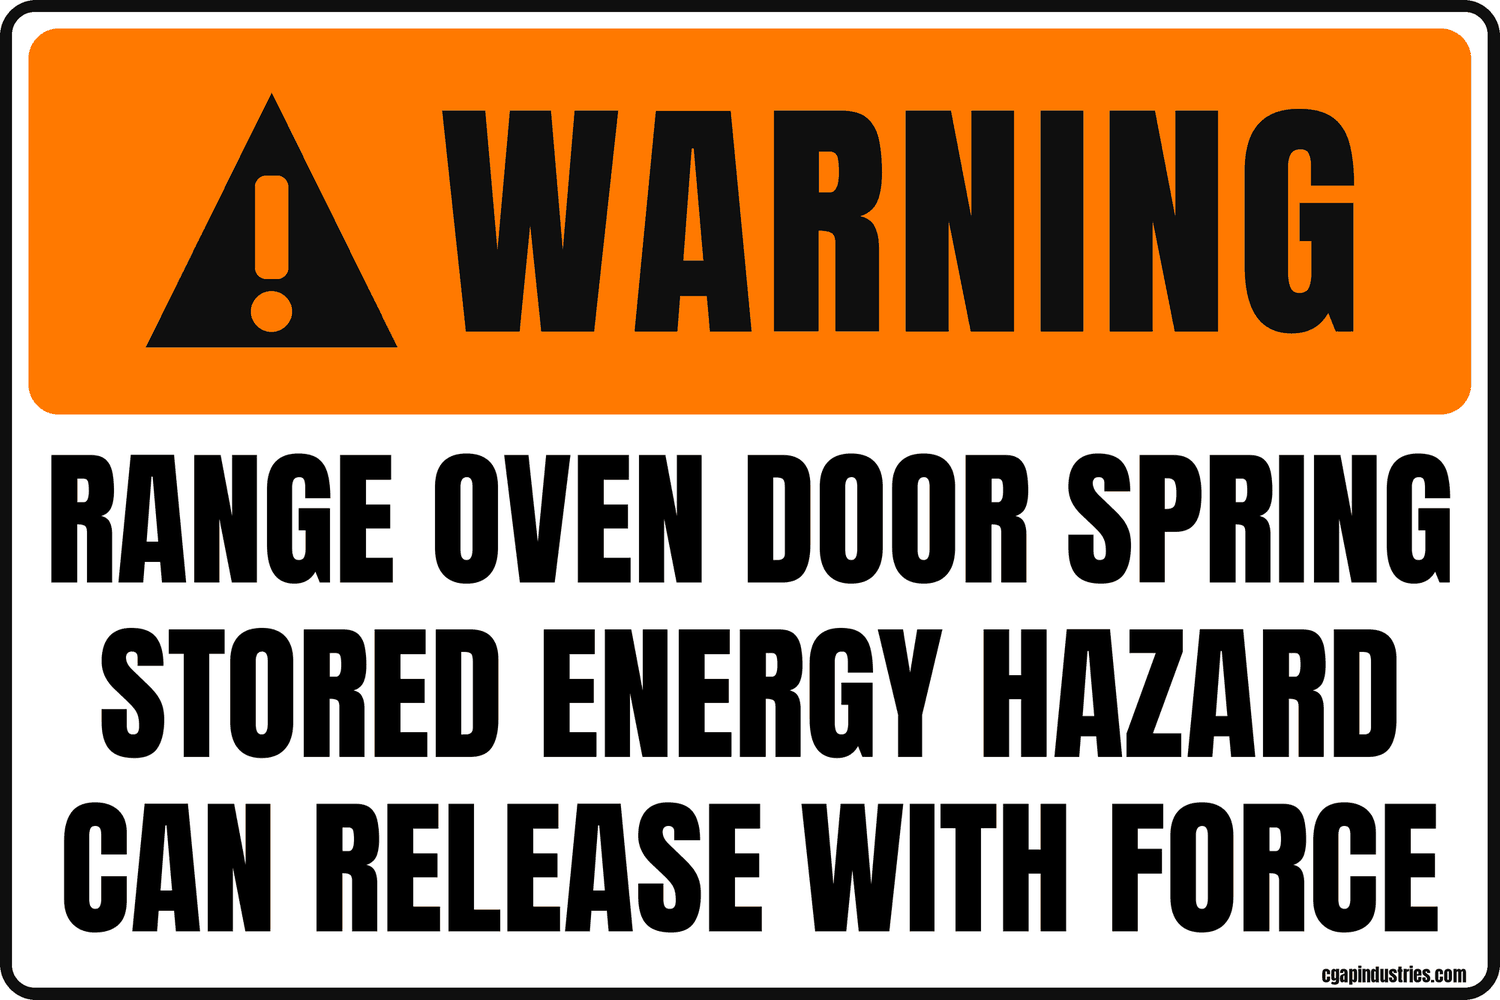 WARNING
RANGE OVEN DOOR SPRING
STORED ENERGY HAZARD
CAN RELEASE WITH FORCE
cgapindustries.com